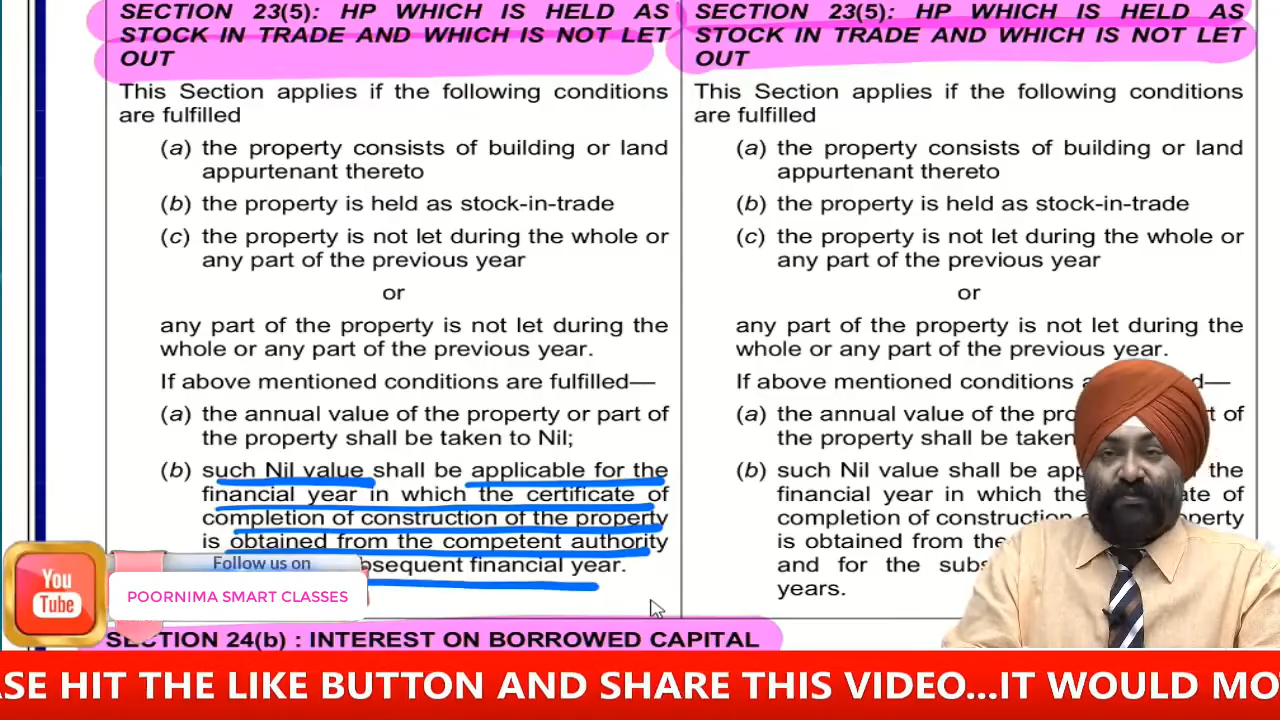 SECTION 23(5): HP WHICH IS HELD AS
STOCK IN TRADE AND WHICH IS NOT LET
OUT
This Section applies if the following conditions
are fulfilled
(a) the property consists of building or land
appurtenant thereto
(b) the property is held as stock-in-trade
(c) the property is not let during the whole or
any part of the previous year
or
any part of the property is not let during the
whole or any part of the previous year.
If above mentioned conditions are fulfilled—
(a) the annual value of the property or part of
the property shall be taken to Nil;
(b) such Nil value shall be applicable for the
financial year in which the certificate of
completion of construction of the property
is obtained from the competent authority
financial year.
SECTION 23(5): HP WHICH IS HELD AS
STOCK IN TRADE AND WHICH IS NOT LET
OUT
This Section applies if the following conditions
are fulfilled
(a) the property consists of building or land
appurtenant thereto
(b) the property is held as stock-in-trade
(c) the property is not let during the whole or
any part of the previous year
or
any part of the property is not let during the
whole or any part of the previous year.
If above mentioned conditions
(a) the annual value of the of
the property shall be taken
(b) such Nil value shall be the
financial year in which the of
completion of
is obtained from the
and for the
years.
SECTION 24(b) : INTEREST ON BORROWED CAPITAL
You
Tube
Follow us on
POORNIMA SMART CLASSES
HIT THE LIKE BUTTON AND SHARE THIS VIDEO...IT WOULD